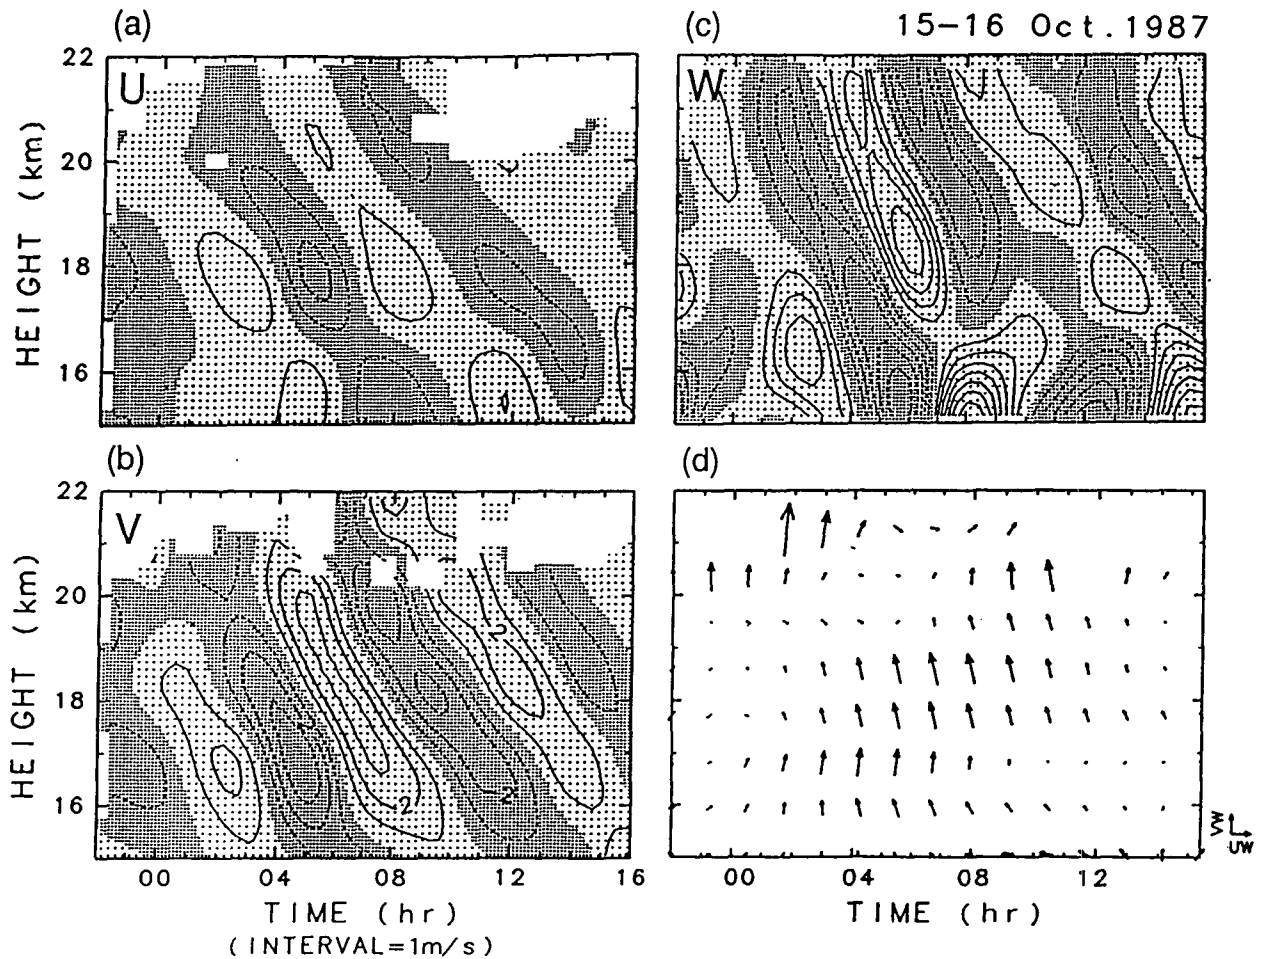 (a)
(c)
15–16 Oct.1987
22
20
18
16
HEIGHT (km)
U
W
(b)
(d)
22
20
18
16
HEIGHT (km)
V
2
2
2
2
00
04
08
12
16
TIME (hr)
(INTERVAL=1m/s)
00
04
08
12
TIME (hr)
VW
UW